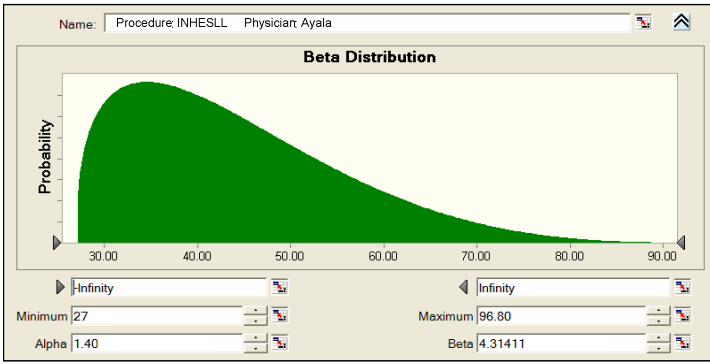 Name: Procedure: INHESLL Physician: Ayala
Beta Distribution
Probability
30.00 40.00 50.00 60.00 70.00 80.00 90.00
-Infinity Infinity
Minimum 27 Maximum 96.80
Alpha 1.40 Beta 4.31411